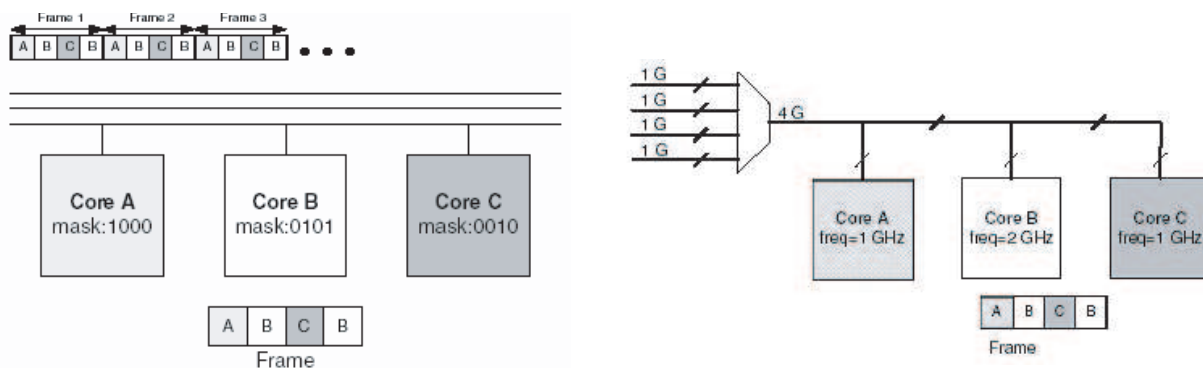 Frame 1 Frame 2 Frame 3
A B C B A B C B A B C B
Core A
mask:1000
Core B
mask:0101
Core C
mask:0010
A B C B
Frame
1 G
1 G
1 G
1 G
4 G
Core A
freq=1 GHz
Core B
freq=2 GHz
Core C
freq=1 GHz
A B C B
Frame